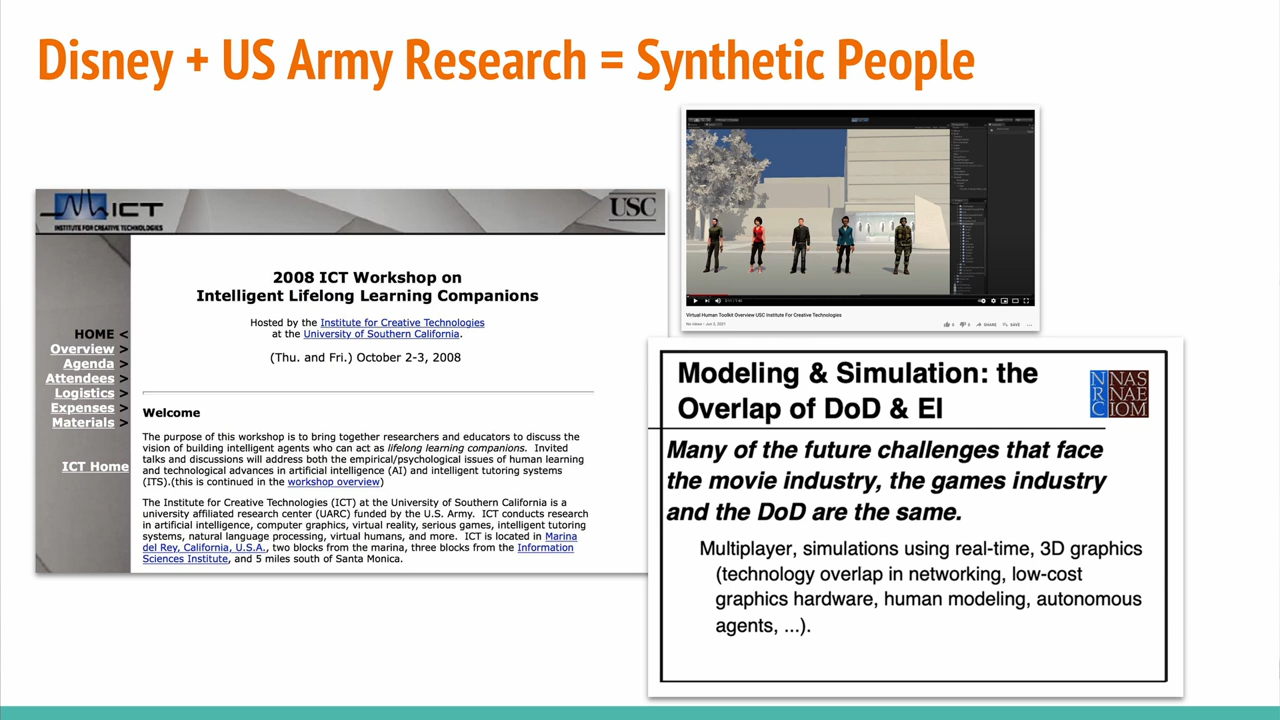 Disney + US Army Research = Synthetic People
ICT
INSTITUTE FOR CREATIVE TECHNOLOGIES
USC
2008 ICT Workshop on
Intelligent Lifelong Learning Companions
Hosted by the Institute for Creative Technologies
at the University of Southern California.
(Thu. and Fri.) October 2-3, 2008
HOME <
Overview >
Agenda >
Attendees >
Logistics >
Expenses >
Materials >
ICT Home
Welcome
The purpose of this workshop is to bring together researchers and educators to discuss the
vision of building intelligent agents who can act as lifelong learning companions. Invited
talks and discussions will address both the empirical/psychological issues of human learning
and technological advances in artificial intelligence (AI) and intelligent tutoring systems
(ITS).(this is continued in the workshop overview)
The Institute for Creative Technologies (ICT) at the University of Southern California is a
university affiliated research center (UARC) funded by the U.S. Army. ICT conducts research
in artificial intelligence, computer graphics, virtual reality, serious games, intelligent tutoring
systems, natural language processing, virtual humans, and more. ICT is located in Marina
del Rey, California, U.S.A., two blocks from the marina, three blocks from the Information
Sciences Institute, and 5 miles south of Santa Monica.
Virtual Human Toolkit Overview USC Institute For Creative Technologies
No views • Jun 2, 2021
SHARE
SAVE
Modeling & Simulation: the
Overlap of DoD & EI
NRC
NAS
NAE
IOM
Many of the future challenges that face
the movie industry, the games industry
and the DoD are the same.
Multiplayer, simulations using real-time, 3D graphics
(technology overlap in networking, low-cost
graphics hardware, human modeling, autonomous
agents, ...).